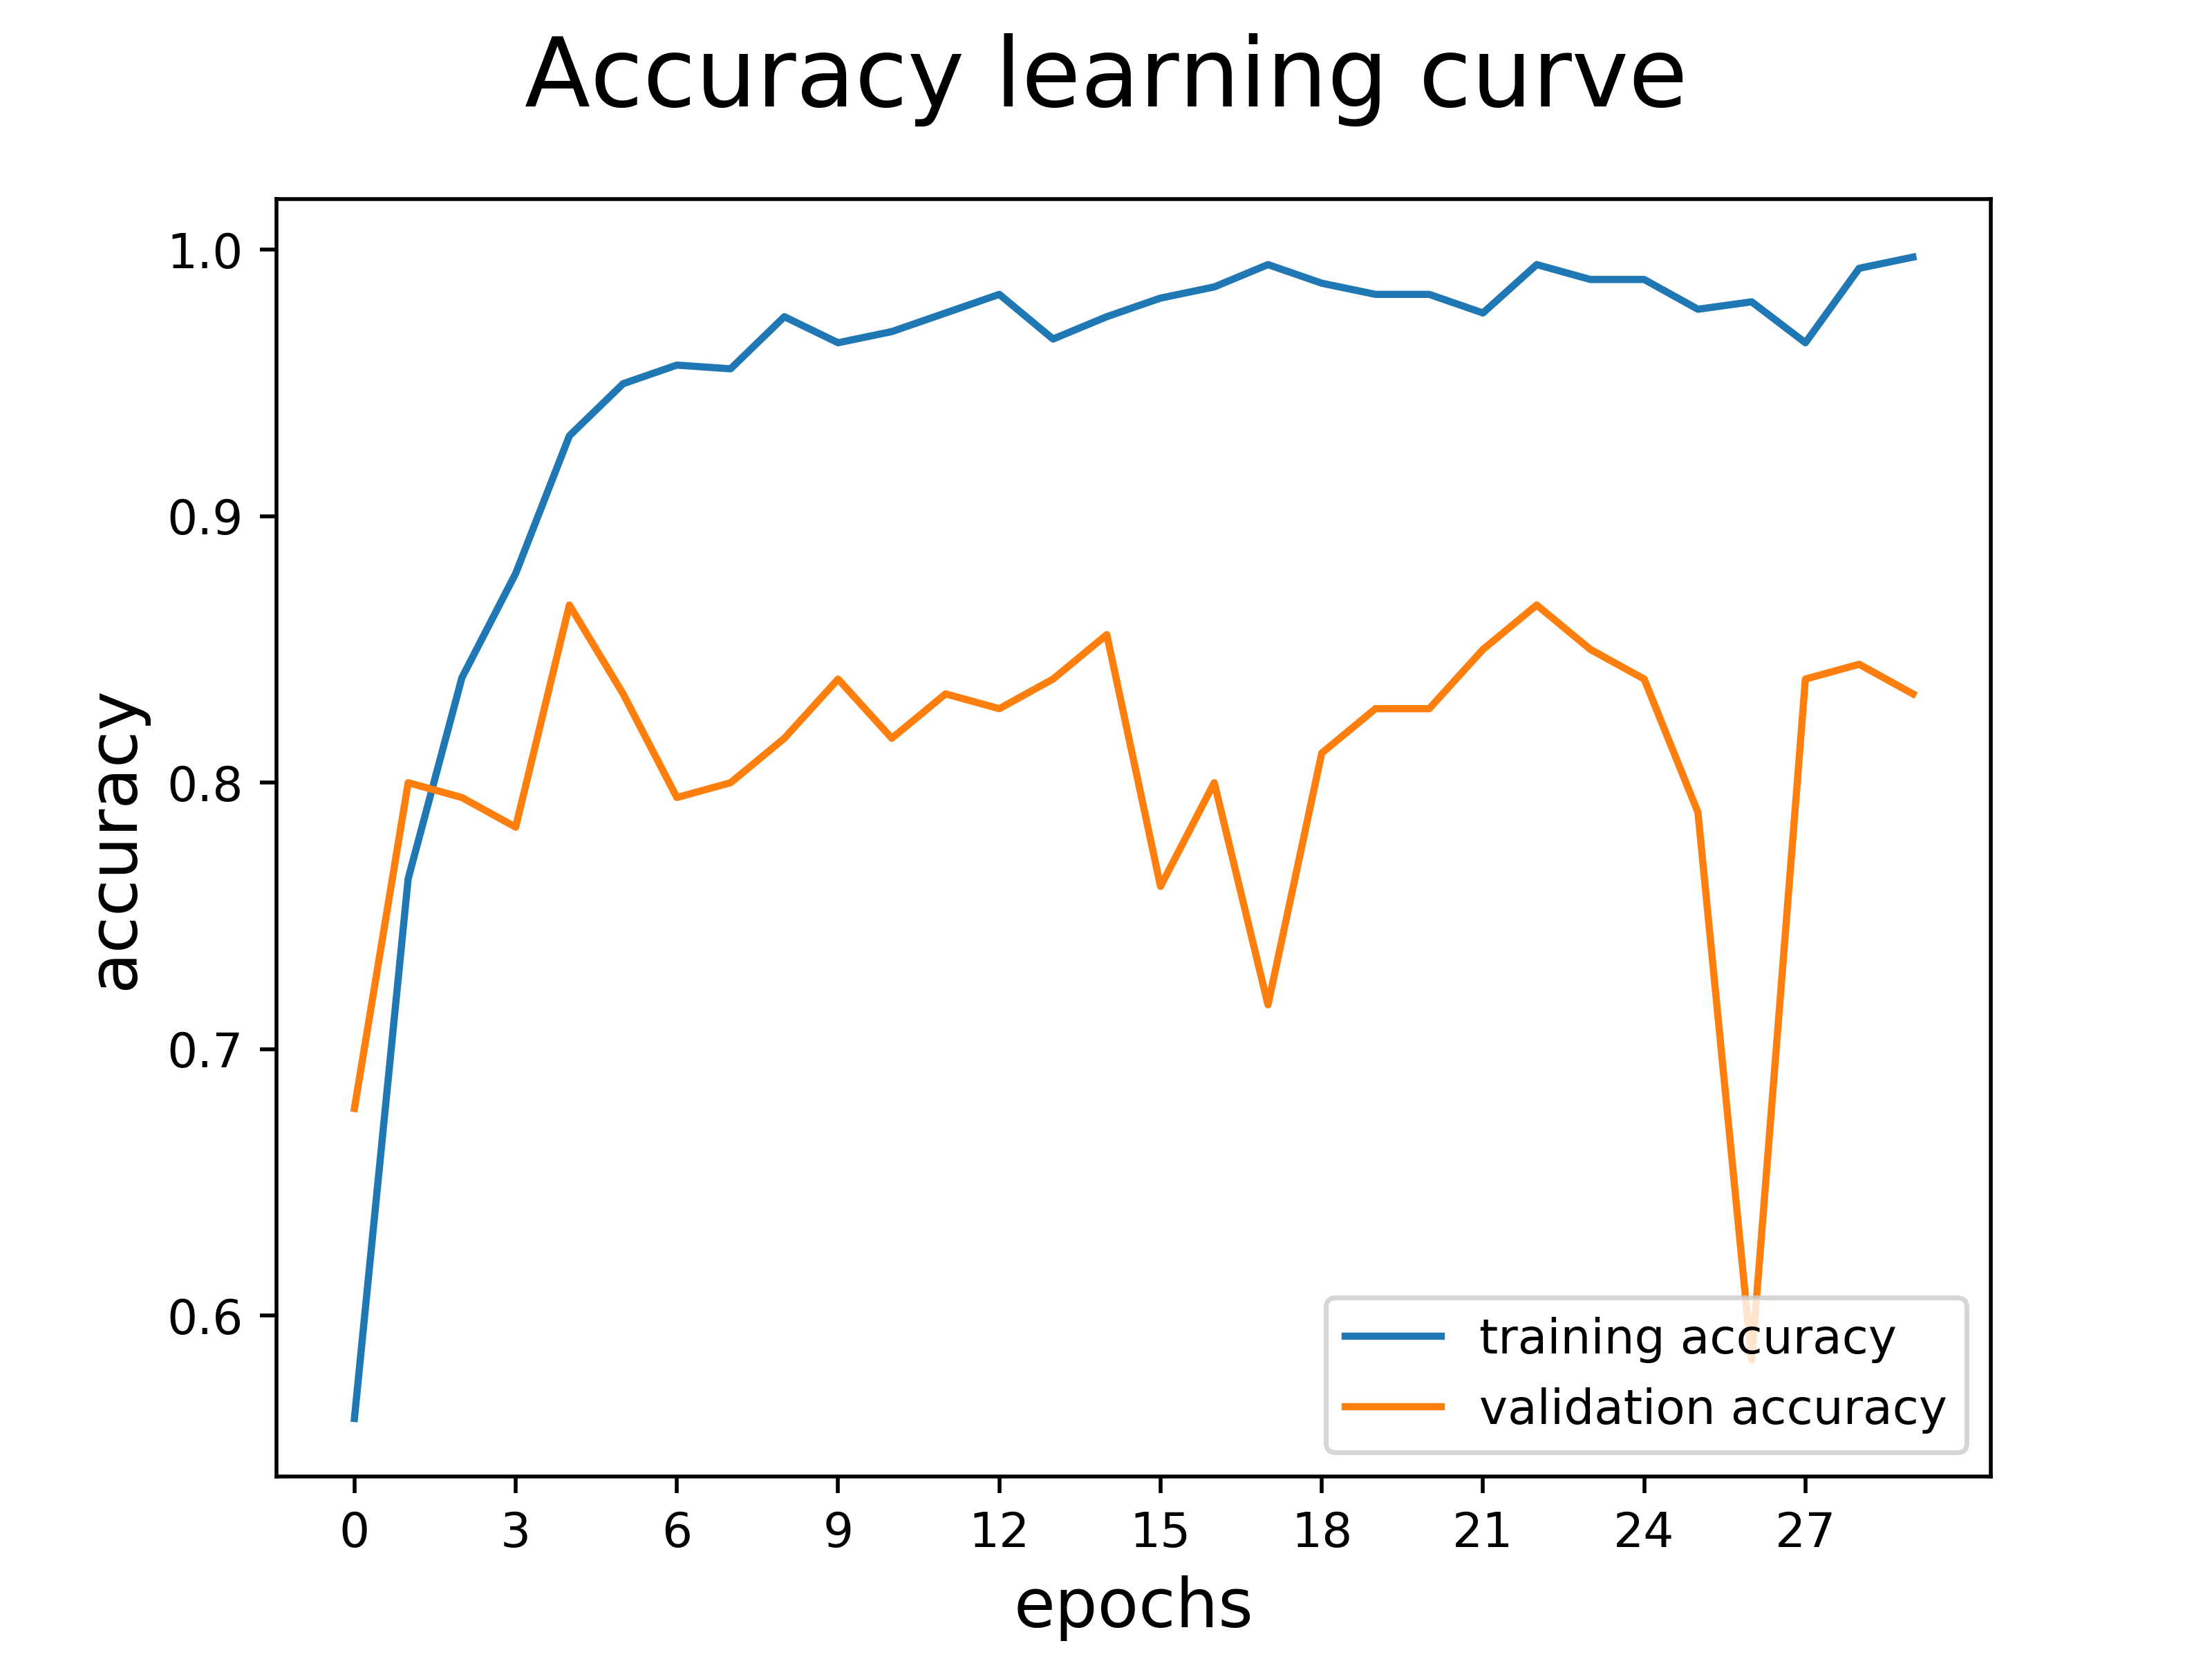 Accuracy learning curve
1.0
0.9
0.8
0.7
0.6
accuracy
training accuracy
validation accuracy
0 3 6 9 12 15 18 21 24 27
epochs